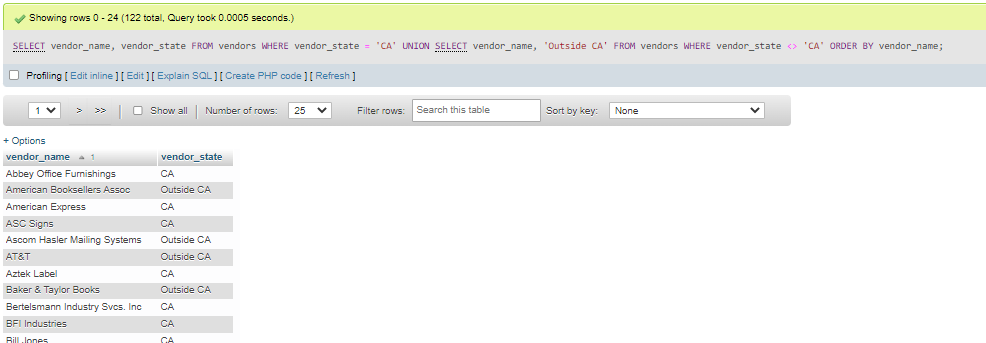 Showing rows 0 - 24 (122 total, Query took 0.0005 seconds.)
SELECT vendor_name, vendor_state FROM vendors WHERE vendor_state = 'CA' UNION SELECT vendor_name, 'Outside CA' FROM vendors WHERE vendor_state <> 'CA' ORDER BY vendor_name;
Profiling [ Edit inline ] [ Edit ] [ Explain SQL ] [ Create PHP code ] [ Refresh ]
1 > >> | Show all | Number of rows: 25 Filter rows: Search this table Sort by key: None
+ Options
vendor_name 1 vendor_state
Abbey Office Furnishings CA
American Booksellers Assoc Outside CA
American Express CA
ASC Signs CA
Ascom Hasler Mailing Systems Outside CA
AT&T Outside CA
Aztek Label CA
Baker & Taylor Books Outside CA
Bertelsmann Industry Svcs. Inc CA
BFI Industries CA
Bill Jones CA